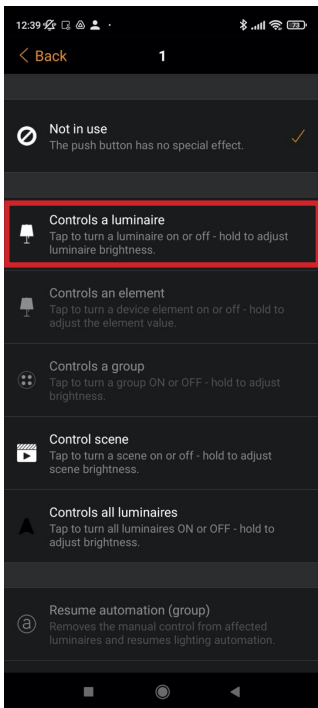 12:39
73
Back
1
Not in use
The push button has no special effect.
Controls a luminaire
Tap to turn a luminaire on or off - hold to adjust
luminaire brightness.
Controls an element
Tap to turn a device element on or off - hold to
adjust the element value.
Controls a group
Tap to turn a group ON or OFF - hold to adjust
brightness.
Control scene
Tap to turn a scene on or off - hold to adjust
scene brightness.
Controls all luminaires
Tap to turn all luminaires ON or OFF - hold to
adjust brightness.
a
Resume automation (group)
Removes the manual control from affected
luminaires and resumes lighting automation.